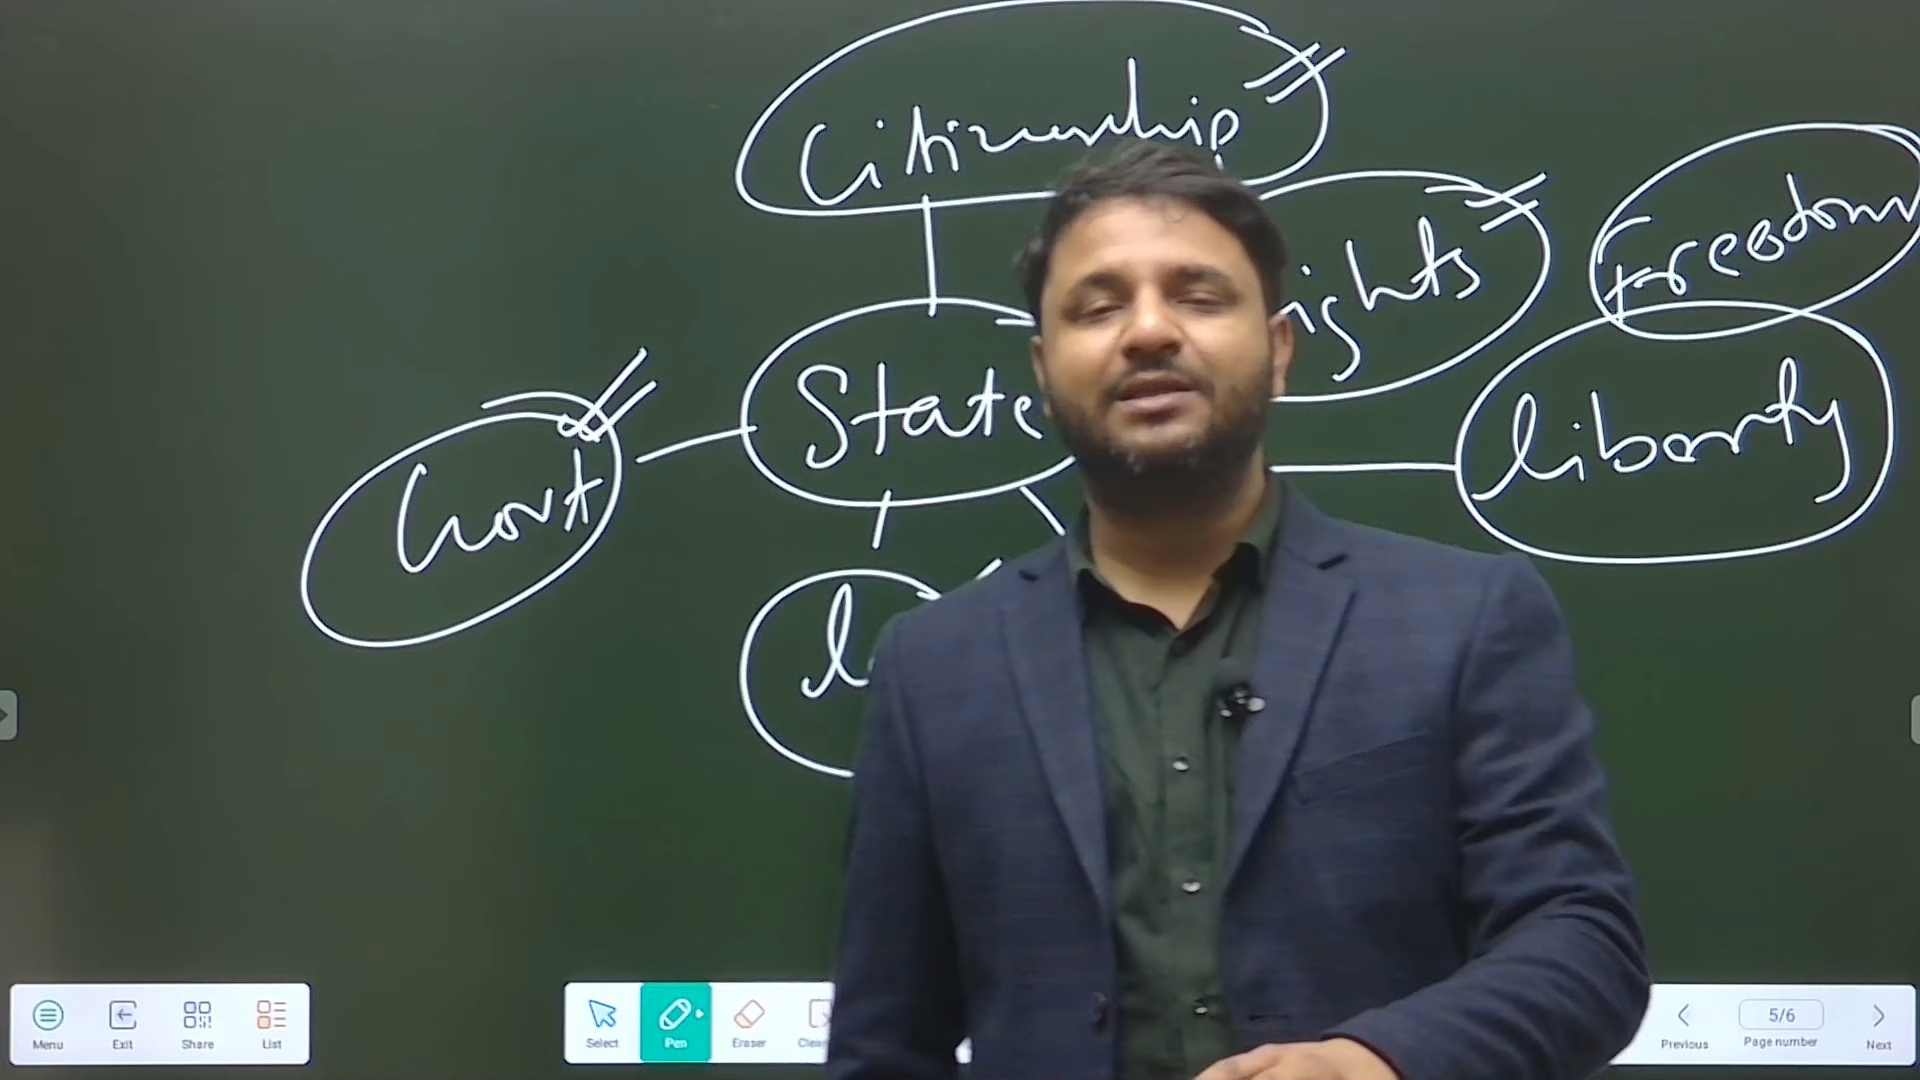 Citizenship
Rights
Freedom
State
liberty
Govt
Menu
Exit
Share
List
Select
Pen
Eraser
Previous
5/6
Page number
Next